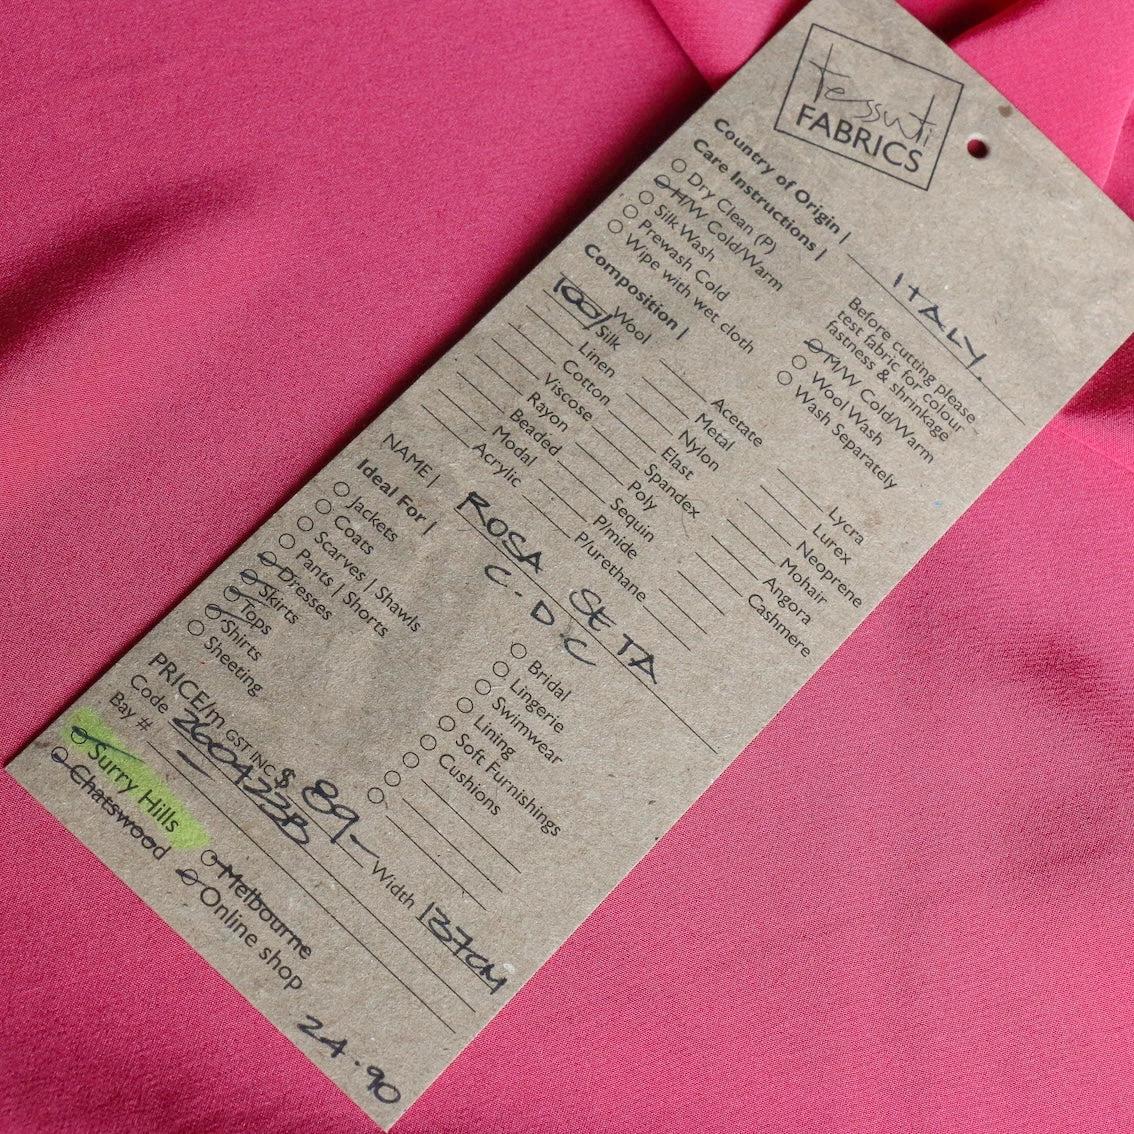 tessuti
FABRICS
Country of Origin | ITALY.
Care Instructions |
Dry Clean (P)
H/W Cold/Warm
Silk Wash
Prewash Cold
Wipe with wet cloth
Before cutting please
test fabric for colour
fastness & shrinkage
M/W Cold/Warm
Wool Wash
Wash Separately
Composition |
Wool
100/ Silk
Linen
Cotton
Viscose
Rayon
Beaded
Modal
Acrylic
Acetate
Metal
Nylon
Elast
Spandex
Poly
Sequin
P/mide
P/urethane
Lycra
Lurex
Neoprene
Mohair
Angora
Cashmere
NAME | ROSA SETA
C-DC
Ideal For |
Jackets
Coats
Scarves | Shawls
Pants | Shorts
Dresses
Skirts
Tops
Shirts
Sheeting
Bridal
Lingerie
Swimwear
Lining
Soft Furnishings
Cushions
PRICE/m GST INC $ 89- Width 137cm
Code 2604223B
Bay #
Surry Hills
Chatswood
Melbourne
Online shop
24.90